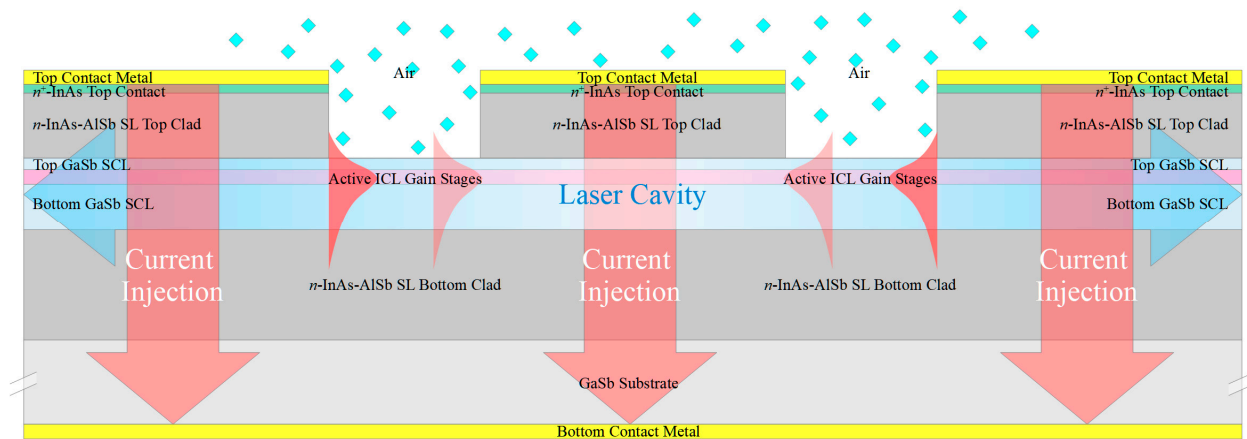 Air Air
Top Contact Metal Top Contact Metal Top Contact Metal
n⁺-InAs Top Contact n⁺-InAs Top Contact n⁺-InAs Top Contact
n-InAs-AlSb SL Top Clad n-InAs-AlSb SL Top Clad n-InAs-AlSb SL Top Clad
Top GaSb SCL Top GaSb SCL
Active ICL Gain Stages Active ICL Gain Stages
Laser Cavity
Bottom GaSb SCL Bottom GaSb SCL
Current Injection Current Injection Current Injection
n-InAs-AlSb SL Bottom Clad n-InAs-AlSb SL Bottom Clad
GaSb Substrate
Bottom Contact Metal